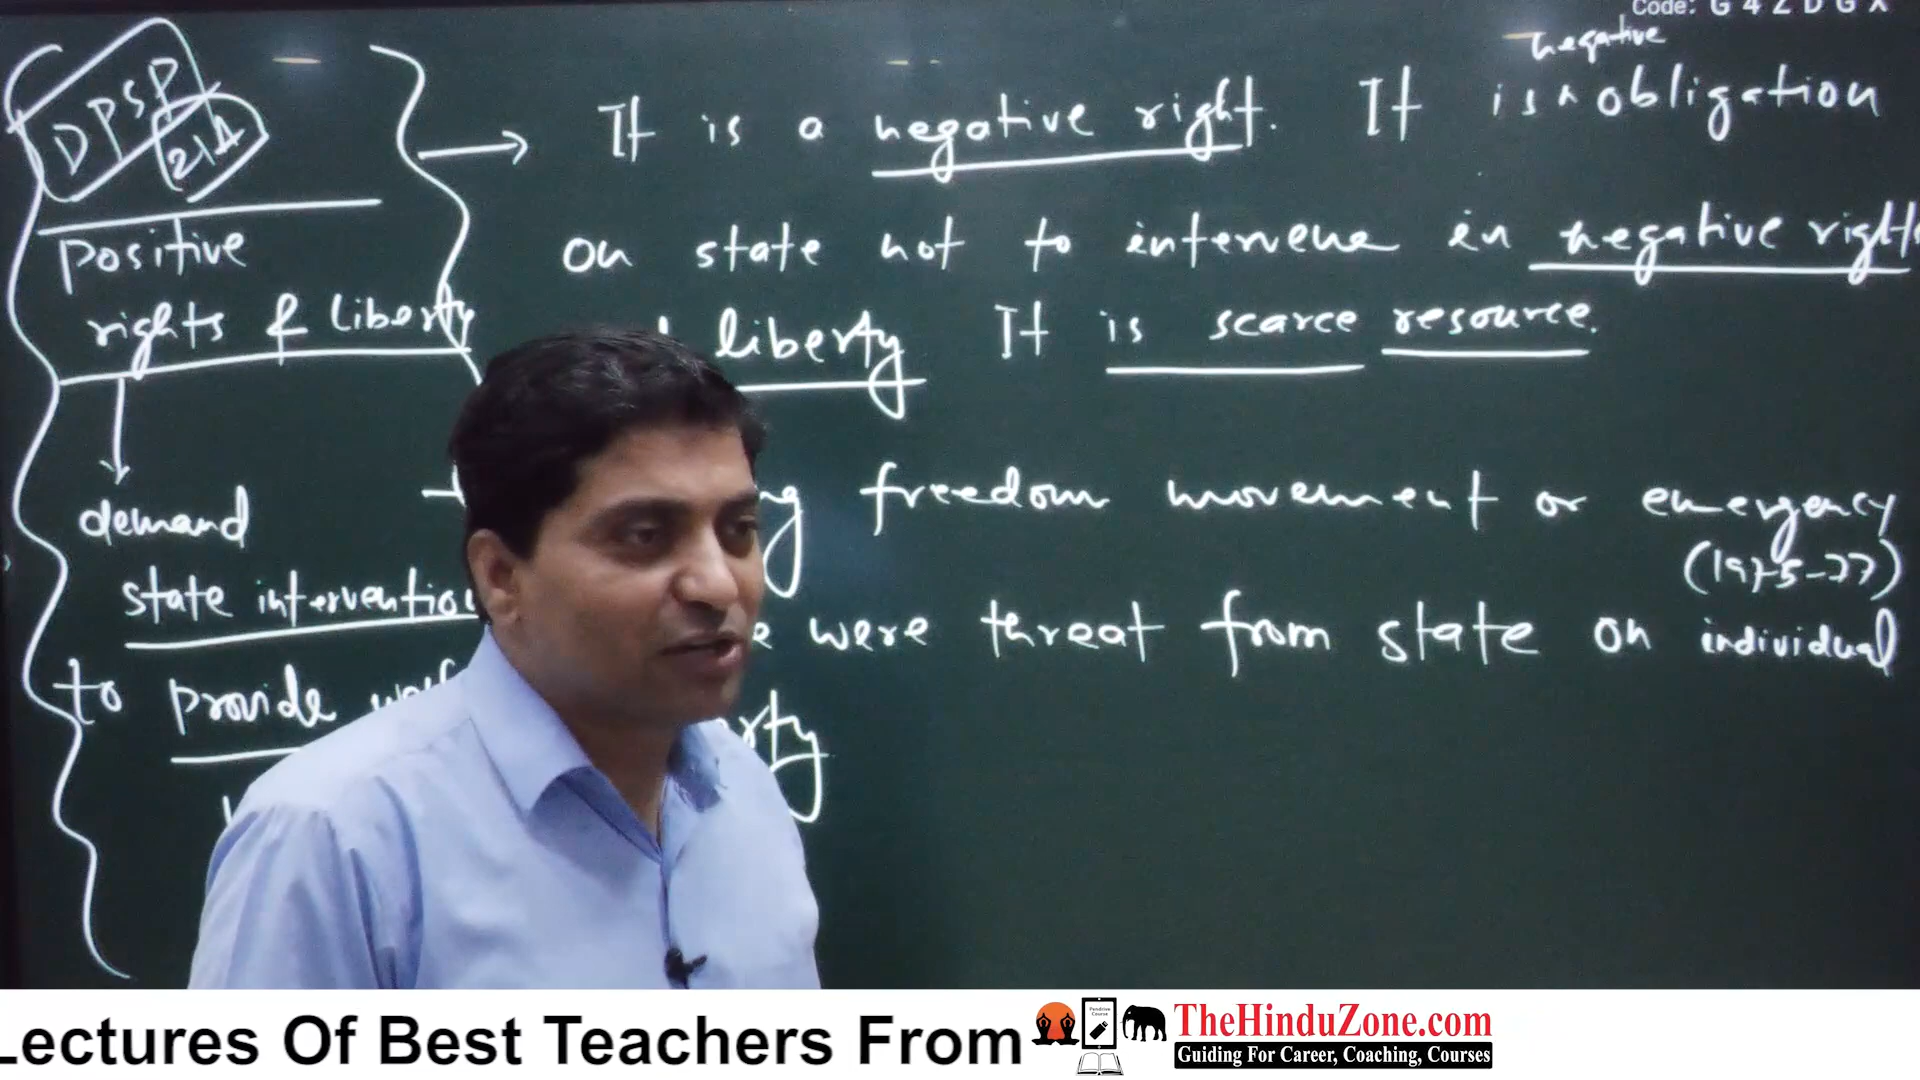 Code: G 4 Z D G X
DPSP
21A
positive
rights & liberty
demand
state intervention
to provide
→ It is a negative right. It is ^ obligation
negative
on state not to intervene in negative rights
liberty It is scarce resource.
freedom movement or emergency
(1975-77)
were threat from state on individual
Lectures Of Best Teachers From
TheHinduZone.com
Guiding For Career, Coaching, Courses